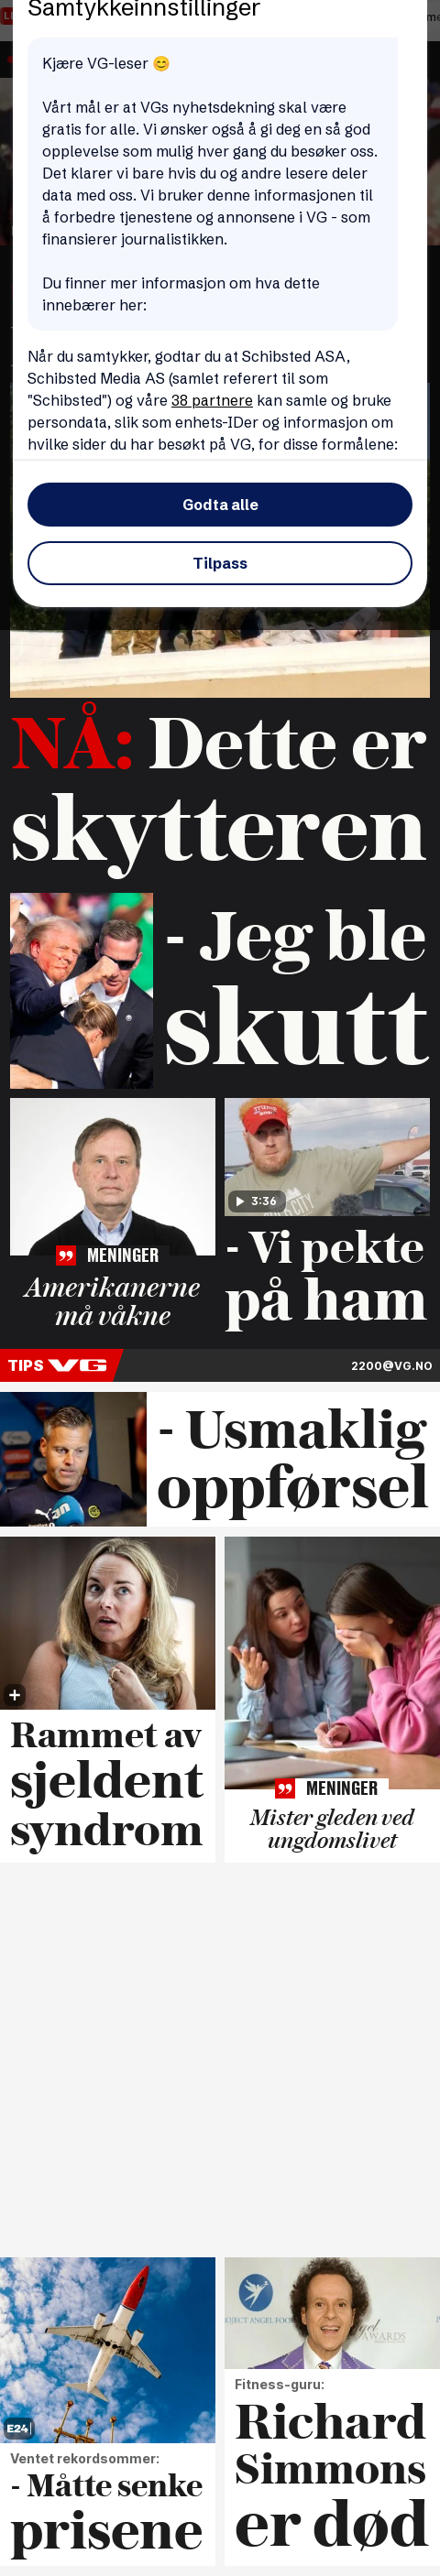 Samtykkeinnstillinger
Kjære VG-leser 😊
Vårt mål er at VGs nyhetsdekning skal være
gratis for alle. Vi ønsker også å gi deg en så god
opplevelse som mulig hver gang du besøker oss.
Det klarer vi bare hvis du og andre lesere deler
data med oss. Vi bruker denne informasjonen til
å forbedre tjenestene og annonsene i VG - som
finansierer journalistikken.
Du finner mer informasjon om hva dette
innebærer her:
Når du samtykker, godtar du at Schibsted ASA,
Schibsted Media AS (samlet referert til som
"Schibsted") og våre 38 partnere kan samle og bruke
persondata, slik som enhets-IDer og informasjon om
hvilke sider du har besøkt på VG, for disse formålene:
Godta alle
Tilpass
NÅ: Dette er
skytteren
- Jeg ble
skutt
3:36
MENINGER
Amerikanerne
må våkne
- Vi pekte
på ham
TIPS VG
2200@VG.NO
- Usmaklig
oppførsel
Rammet av
sjeldent
syndrom
MENINGER
Mister gleden ved
ungdomslivet
E24
Ventet rekordsommer:
- Måtte senke
prisene
Fitness-guru:
Richard
Simmons
er død